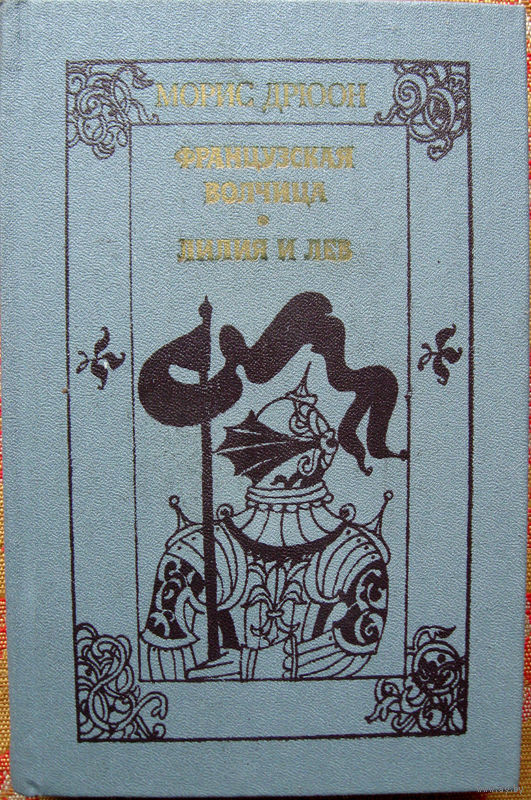 МОРИС ДРЮОН
ФРАНЦУЗСКАЯ
ВОЛЧИЦА
•
ЛИЛИЯ И ЛЕВ